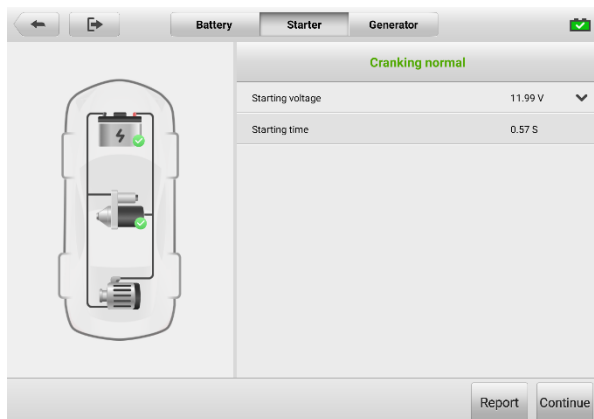 Battery Starter Generator
Cranking normal
Starting voltage 11.99 V
Starting time 0.57 S
Report Continue